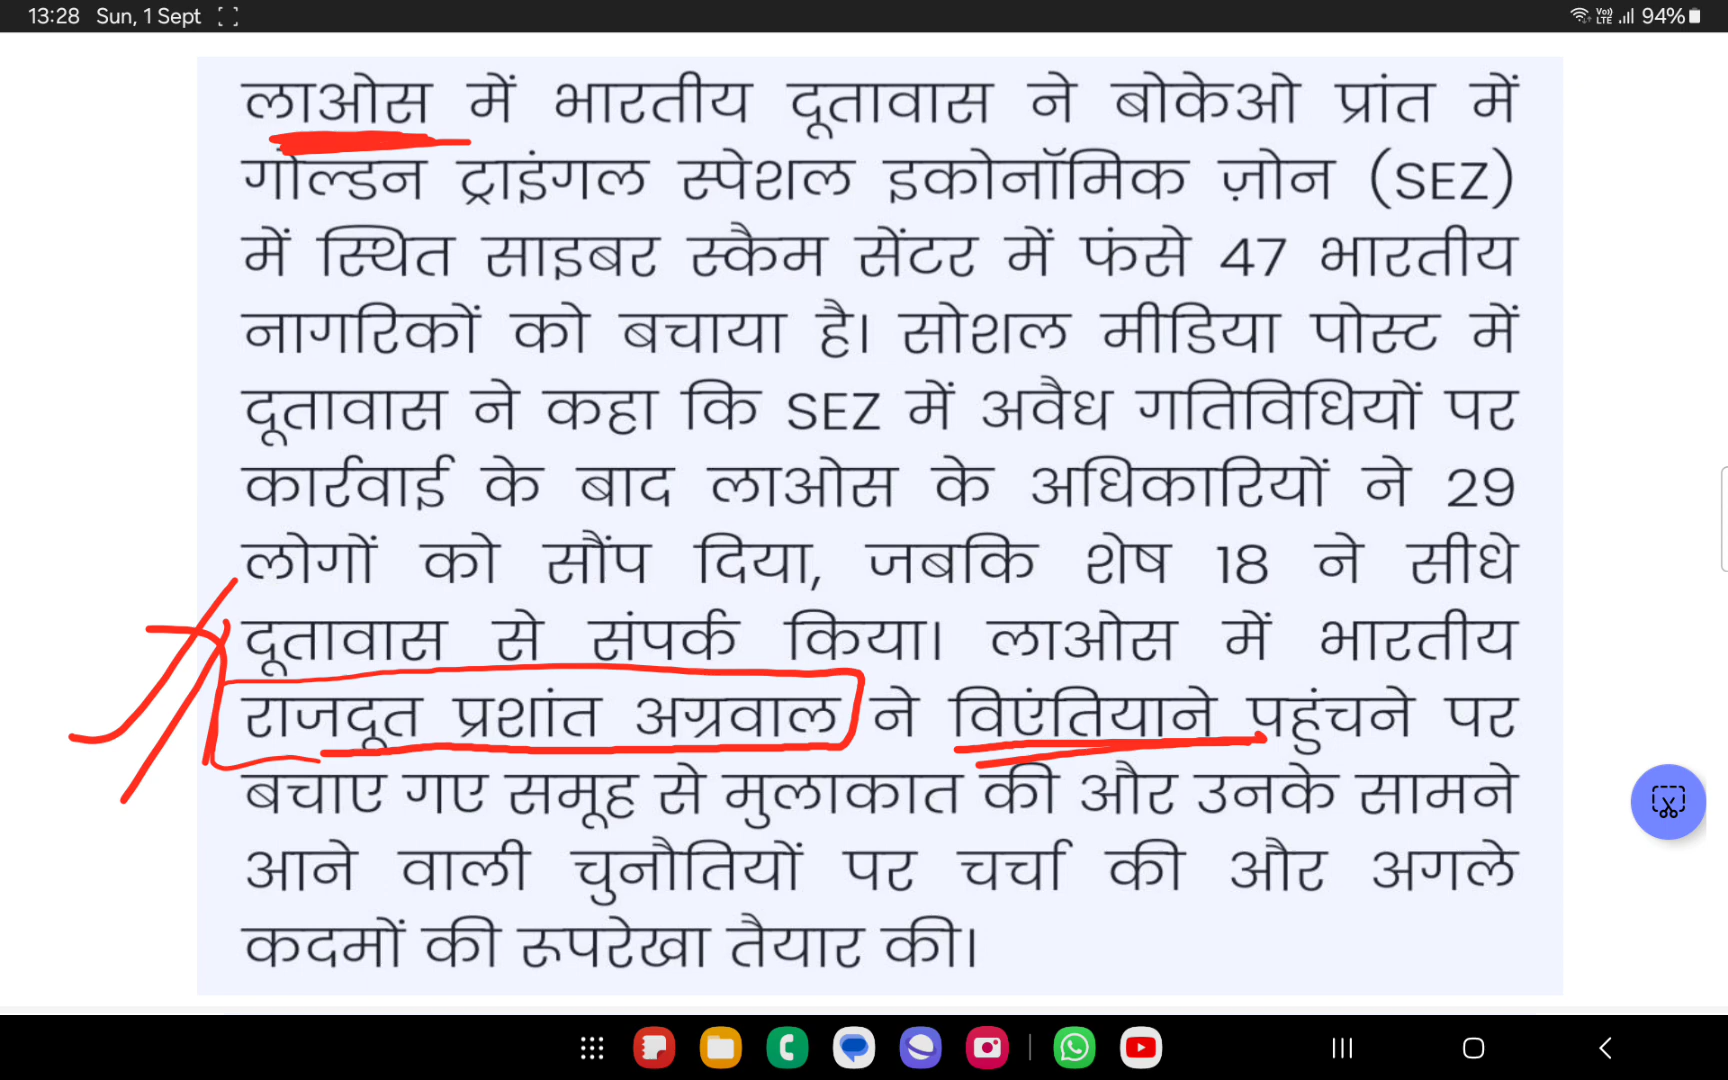 13:28 Sun, 1 Sept
Vo)) LTE 94%
लाओस में भारतीय दूतावास ने बोकेओ प्रांत में
गोल्डन ट्राइंगल स्पेशल इकोनॉमिक ज़ोन (SEZ)
में स्थित साइबर स्कैम सेंटर में फंसे 47 भारतीय
नागरिकों को बचाया है। सोशल मीडिया पोस्ट में
दूतावास ने कहा कि SEZ में अवैध गतिविधियों पर
कार्रवाई के बाद लाओस के अधिकारियों ने 29
लोगों को सौंप दिया, जबकि शेष 18 ने सीधे
दूतावास से संपर्क किया। लाओस में भारतीय
राजदूत प्रशांत अग्रवाल ने विएंतियाने पहुंचने पर
बचाए गए समूह से मुलाकात की और उनके सामने
आने वाली चुनौतियों पर चर्चा की और अगले
कदमों की रूपरेखा तैयार की।